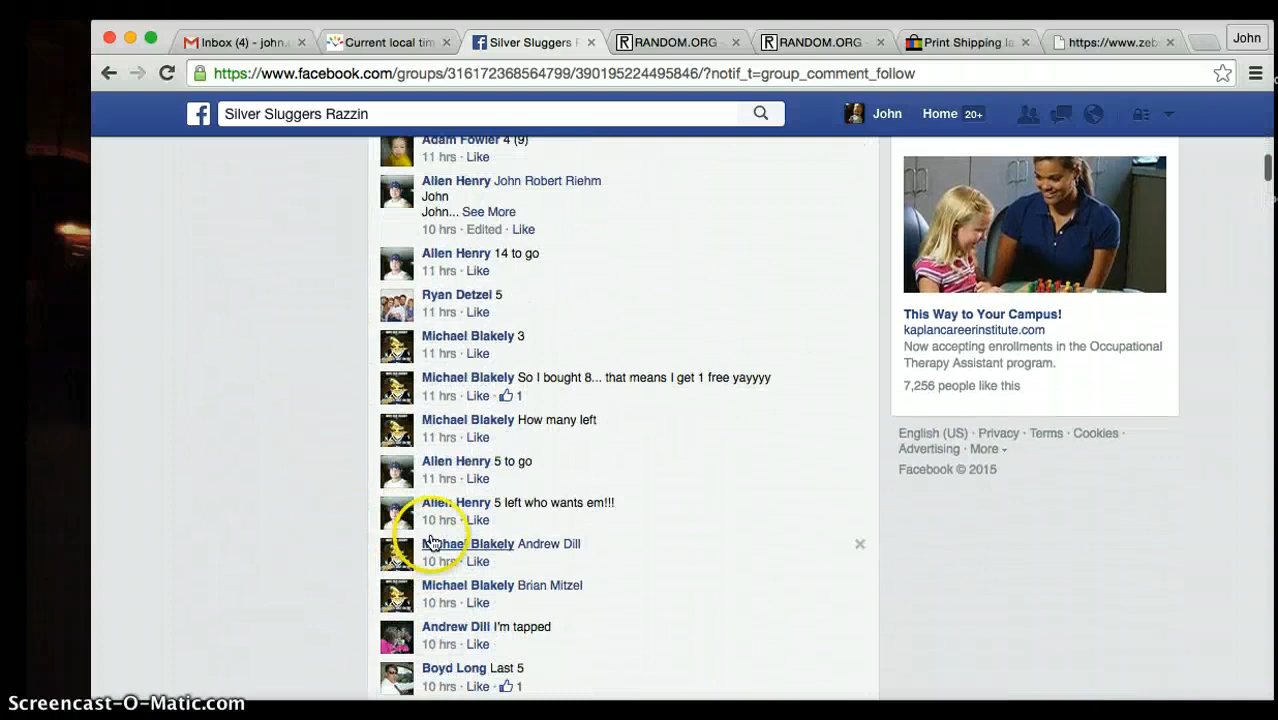 Inbox (4) - john.
Current local tim
Silver Sluggers R
RANDOM.ORG -
RANDOM.ORG -
Print Shipping la
https://www.zeb
John
https://www.facebook.com/groups/316172368564799/390195224495846/?notif_t=group_comment_follow
Silver Sluggers Razzin
John
Home 20+
Adam Fowler 4 (9)
11 hrs · Like
Allen Henry John Robert Riehm
John
John... See More
10 hrs · Edited · Like
Allen Henry 14 to go
11 hrs · Like
Ryan Detzel 5
11 hrs · Like
Michael Blakely 3
11 hrs · Like
Michael Blakely So I bought 8... that means I get 1 free yayyyy
11 hrs · Like · 1
Michael Blakely How many left
11 hrs · Like
Allen Henry 5 to go
11 hrs · Like
Allen Henry 5 left who wants em!!!
10 hrs · Like
Michael Blakely Andrew Dill
10 hrs · Like
Michael Blakely Brian Mitzel
10 hrs · Like
Andrew Dill I'm tapped
10 hrs · Like
Boyd Long Last 5
10 hrs · Like · 1
This Way to Your Campus!
kaplancareerinstitute.com
Now accepting enrollments in the Occupational
Therapy Assistant program.
7,256 people like this
English (US) · Privacy · Terms · Cookies ·
Advertising · More
Facebook © 2015
Screencast-O-Matic.com